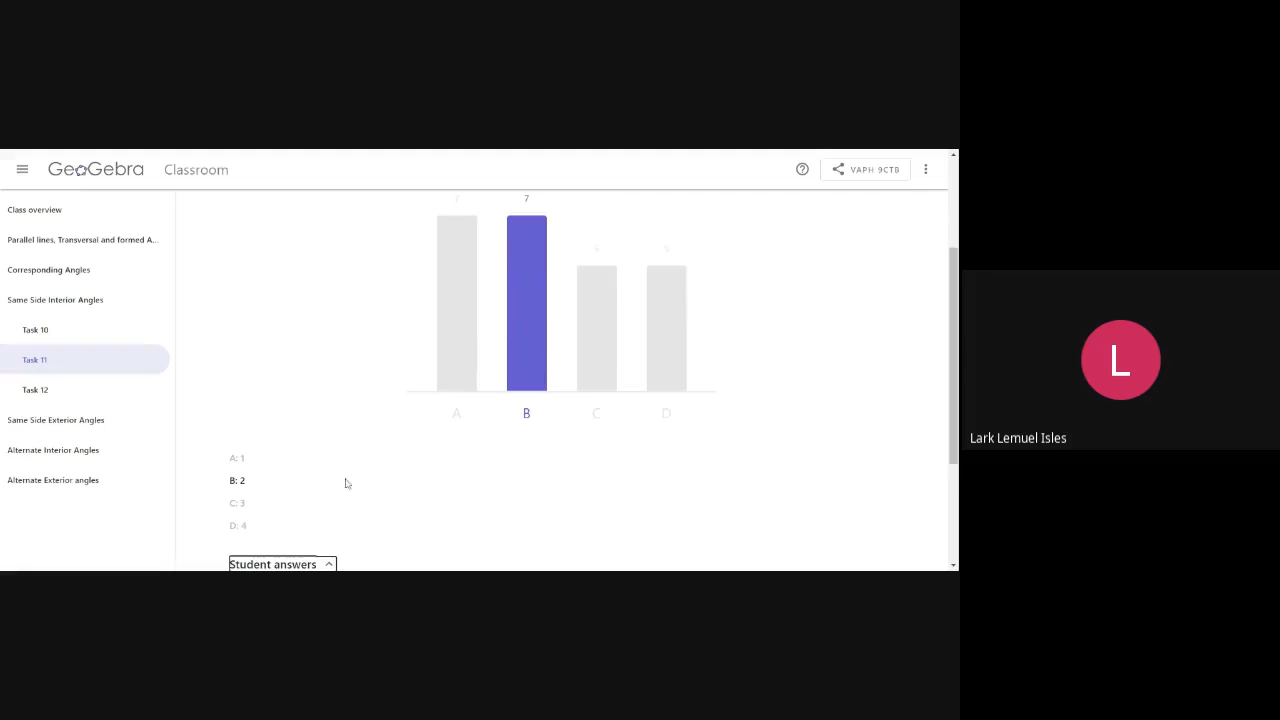 GeoGebra Classroom VAPH 9CTB
Class overview
Parallel lines, Transversal and formed A...
Corresponding Angles
Same Side Interior Angles
Task 10
Task 11
Task 12
Same Side Exterior Angles
Alternate Interior Angles
Alternate Exterior angles
7 7
A B C D
A: 1
B: 2
C: 3
D: 4
Student answers
L
Lark Lemuel Isles